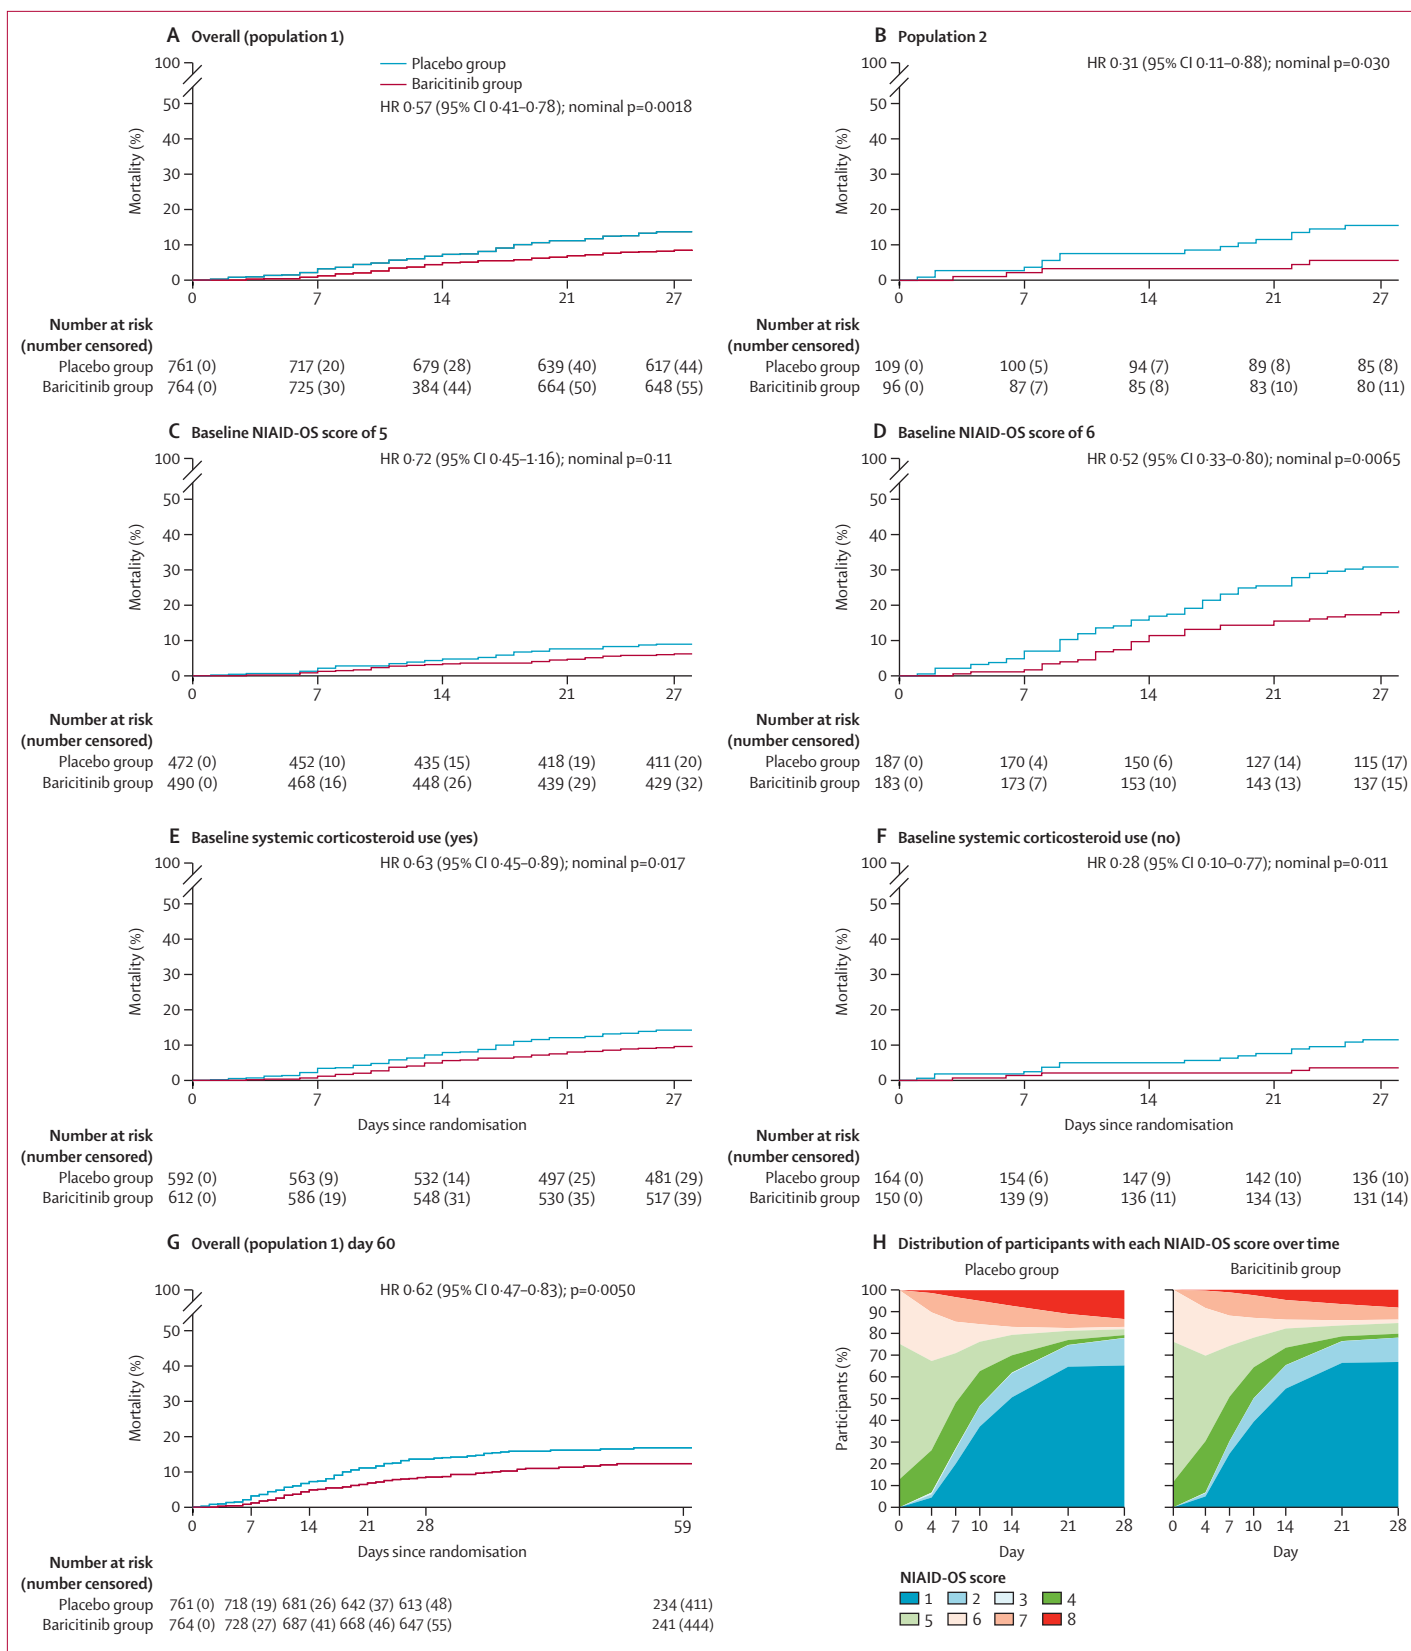 A Overall (population 1)
Placebo group
Baricitinib group
HR 0·57 (95% CI 0·41–0·78); nominal p=0·0018
100
50
40
30
20
10
0
Mortality (%)
0 7 14 21 27
Number at risk
(number censored)
Placebo group 761 (0) 717 (20) 679 (28) 639 (40) 617 (44)
Baricitinib group 764 (0) 725 (30) 384 (44) 664 (50) 648 (55)
B Population 2
HR 0·31 (95% CI 0·11–0·88); nominal p=0·030
100
50
40
30
20
10
0
Mortality (%)
0 7 14 21 27
Number at risk
(number censored)
Placebo group 109 (0) 100 (5) 94 (7) 89 (8) 85 (8)
Baricitinib group 96 (0) 87 (7) 85 (8) 83 (10) 80 (11)
C Baseline NIAID-OS score of 5
HR 0·72 (95% CI 0·45–1·16); nominal p=0·11
100
50
40
30
20
10
0
Mortality (%)
0 7 14 21 27
Number at risk
(number censored)
Placebo group 472 (0) 452 (10) 435 (15) 418 (19) 411 (20)
Baricitinib group 490 (0) 468 (16) 448 (26) 439 (29) 429 (32)
D Baseline NIAID-OS score of 6
HR 0·52 (95% CI 0·33–0·80); nominal p=0·0065
100
50
40
30
20
10
0
Mortality (%)
0 7 14 21 27
Number at risk
(number censored)
Placebo group 187 (0) 170 (4) 150 (6) 127 (14) 115 (17)
Baricitinib group 183 (0) 173 (7) 153 (10) 143 (13) 137 (15)
E Baseline systemic corticosteroid use (yes)
HR 0·63 (95% CI 0·45–0·89); nominal p=0·017
100
50
40
30
20
10
0
Mortality (%)
0 7 14 21 27
Days since randomisation
Number at risk
(number censored)
Placebo group 592 (0) 563 (9) 532 (14) 497 (25) 481 (29)
Baricitinib group 612 (0) 586 (19) 548 (31) 530 (35) 517 (39)
F Baseline systemic corticosteroid use (no)
HR 0·28 (95% CI 0·10–0·77); nominal p=0·011
100
50
40
30
20
10
0
Mortality (%)
0 7 14 21 27
Days since randomisation
Number at risk
(number censored)
Placebo group 164 (0) 154 (6) 147 (9) 142 (10) 136 (10)
Baricitinib group 150 (0) 139 (9) 136 (11) 134 (13) 131 (14)
G Overall (population 1) day 60
HR 0·62 (95% CI 0·47–0·83); p=0·0050
100
50
40
30
20
10
0
Mortality (%)
0 7 14 21 28 59
Days since randomisation
Number at risk
(number censored)
Placebo group 761 (0) 718 (19) 681 (26) 642 (37) 613 (48) 234 (411)
Baricitinib group 764 (0) 728 (27) 687 (41) 668 (46) 647 (55) 241 (444)
H Distribution of participants with each NIAID-OS score over time
Placebo group
Baricitinib group
100
90
80
70
60
50
40
30
20
10
0
Participants (%)
0 4 7 10 14 21 28
Day
0 4 7 10 14 21 28
Day
NIAID-OS score
1 2 3 4
5 6 7 8